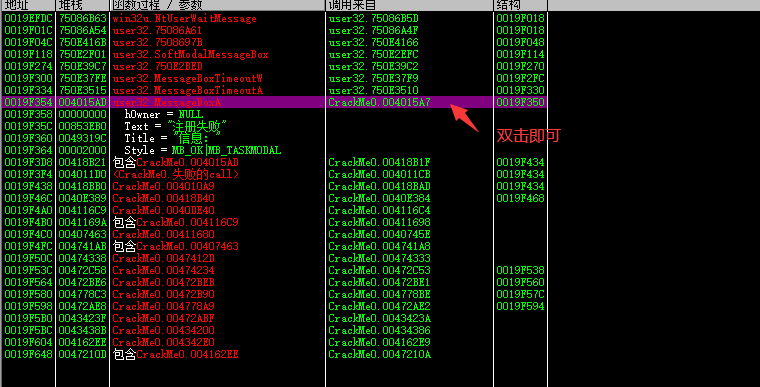 地址 堆栈 函数过程 / 参数 调用来自 结构
0019EFDC 75086B63 win32u.NtUserWaitMessage user32.75086B5D 0019F018
0019F01C 75086A54 user32.75086A61 user32.75086A4F 0019F018
0019F04C 750E416B user32.7508697B user32.750E4166 0019F048
0019F118 750E2F01 user32.SoftModalMessageBox user32.750E2EFC 0019F114
0019F274 750E39C7 user32.750E2BED user32.750E39C2 0019F270
0019F300 750E37FE user32.MessageBoxTimeoutW user32.750E37F9 0019F2FC
0019F334 750E3515 user32.MessageBoxTimeoutA user32.750E3510 0019F330
0019F354 004015AD user32.MessageBoxA CrackMe0.004015A7 0019F350
0019F358 00000000 hOwner = NULL
0019F35C 00853EB0 Text = "注册失败"
0019F360 0048319C Title = "信息："
0019F364 00002000 Style = MB_OK|MB_TASKMODAL
0019F3D8 00418B21 包含CrackMe0.004015AD CrackMe0.00418B1F 0019F434
0019F3F4 004011D0 <CrackMe0.失败的call> CrackMe0.004011CB 0019F434
0019F438 00418BB0 CrackMe0.004010A9 CrackMe0.00418BAD 0019F434
0019F46C 0040E389 CrackMe0.00418B40 CrackMe0.0040E384 0019F468
0019F4A0 004116C9 CrackMe0.0040DE40 CrackMe0.004116C4
0019F4B0 0041169A 包含CrackMe0.004116C9 CrackMe0.00411698
0019F4C0 00407463 CrackMe0.00411680 CrackMe0.0040745E
0019F4FC 004741AB 包含CrackMe0.00407463 CrackMe0.004741A8
0019F50C 00474338 CrackMe0.0047412D CrackMe0.00474333
0019F53C 00472C58 CrackMe0.00474234 CrackMe0.00472C53 0019F538
0019F564 00472BE6 CrackMe0.00472BEB CrackMe0.00472BE1 0019F560
0019F580 004778C3 CrackMe0.00472B90 CrackMe0.004778BE 0019F57C
0019F598 00472AE8 CrackMe0.004778A9 CrackMe0.00472AE2 0019F594
0019F5B0 0043423F CrackMe0.00472ABF CrackMe0.0043423A
0019F5BC 0043438B CrackMe0.00434200 CrackMe0.00434386
0019F604 004162EE CrackMe0.004342E0 CrackMe0.004162E9
0019F648 0047210D 包含CrackMe0.004162EE CrackMe0.0047210A
双击即可